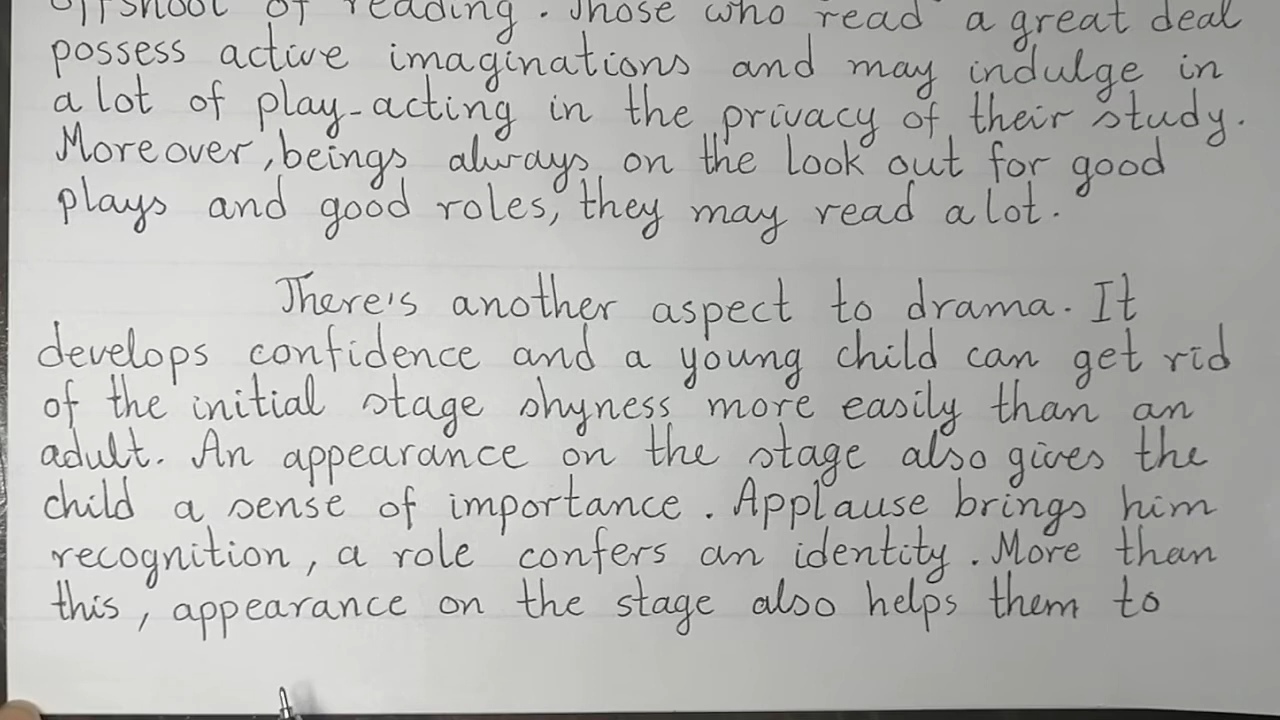 offshoot of reading. Those who read a great deal
possess active imaginations and may indulge in
a lot of play-acting in the privacy of their study.
Moreover, beings always on the look out for good
plays and good roles, they may read a lot.
There's another aspect to drama. It
develops confidence and a young child can get rid
of the initial stage shyness more easily than an
adult. An appearance on the stage also gives the
child a sense of importance. Applause brings him
recognition, a role confers an identity. More than
this, appearance on the stage also helps them to